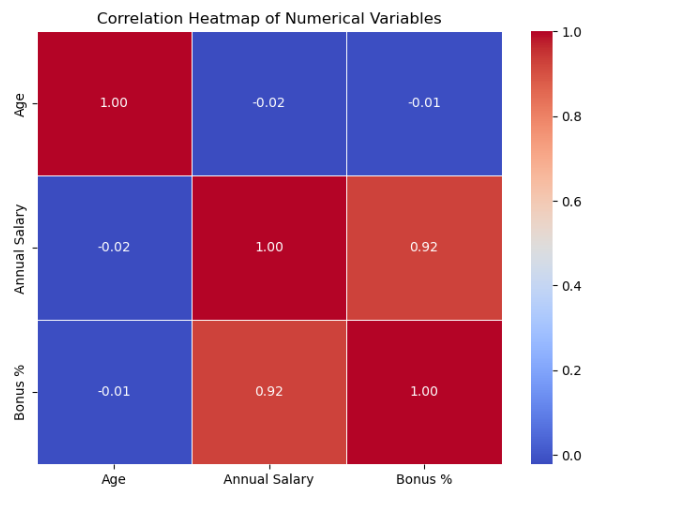 Correlation Heatmap of Numerical Variables
Age
1.00
-0.02
-0.01
Annual Salary
-0.02
1.00
0.92
Bonus %
-0.01
0.92
1.00
Age
Annual Salary
Bonus %
1.0
0.8
0.6
0.4
0.2
0.0